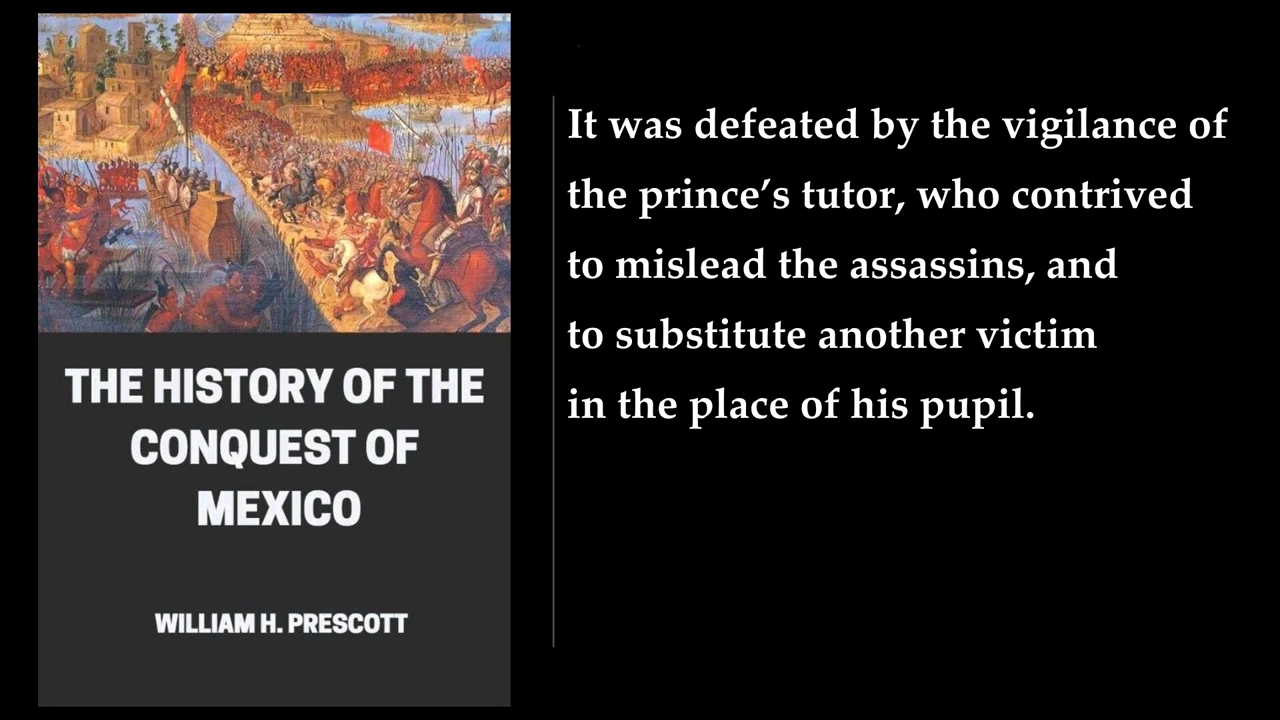 THE HISTORY OF THE
CONQUEST OF
MEXICO
WILLIAM H. PRESCOTT
It was defeated by the vigilance of
the prince’s tutor, who contrived
to mislead the assassins, and
to substitute another victim
in the place of his pupil.